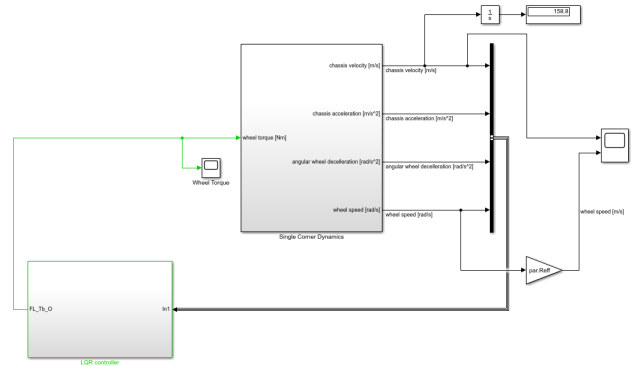 1
s
158.8
chassis velocity [m/s]
chassis velocity [m/s]
chassis acceleration [m/s^2]
chassis acceleration [m/s^2]
wheel torque [Nm]
angular wheel decelleration [rad/s^2]
angular wheel decelleration [rad/s^2]
Wheel Torque
wheel speed [rad/s]
wheel speed [rad/s]
wheel speed [m/s]
Single Corner Dynamics
par.Reff
FL_Tb_O
In1
LQR controller